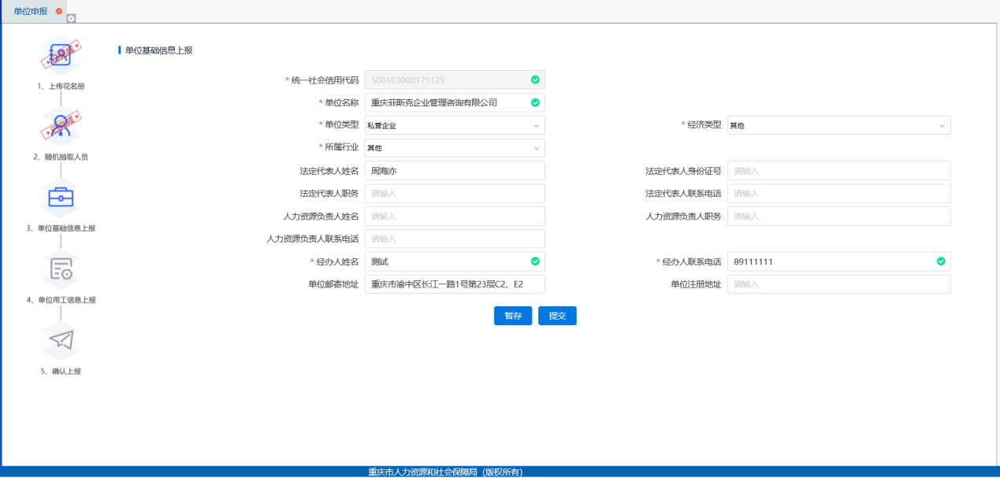 单位申报
单位基础信息上报
已完成
1、上传花名册
已完成
2、随机抽取人员
3、单位基础信息上报
4、单位用工信息上报
5、确认上报
* 统一社会信用代码 500103000175125
* 单位名称 重庆菲斯克企业管理咨询有限公司
* 单位类型 私营企业 * 经济类型 其他
* 所属行业 其他
法定代表人姓名 周海亦 法定代表人身份证号 请输入
法定代表人职务 请输入 法定代表人联系电话 请输入
人力资源负责人姓名 请输入 人力资源负责人职务 请输入
人力资源负责人联系电话 请输入
* 经办人姓名 测试 * 经办人联系电话 89111111
单位邮寄地址 重庆市渝中区长江一路1号第23层C2、E2 单位注册地址 请输入
暂存 提交
重庆市人力资源和社会保障局（版权所有）